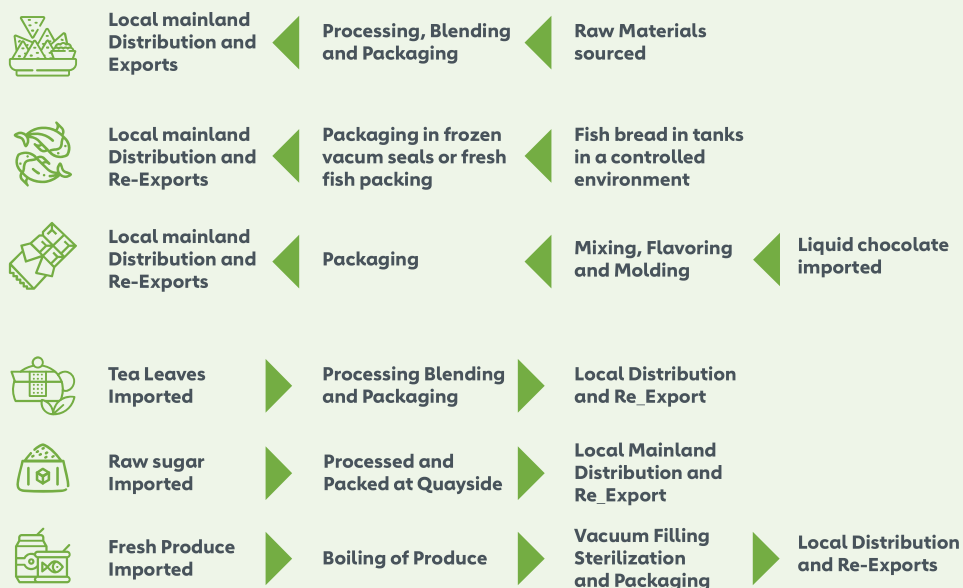 Local mainland
Distribution and
Exports
Processing, Blending
and Packaging
Raw Materials
sourced
Local mainland
Distribution and
Re-Exports
Packaging in frozen
vacum seals or fresh
fish packing
Fish bread in tanks
in a controlled
environment
Local mainland
Distribution and
Re-Exports
Packaging
Mixing, Flavoring
and Molding
Liquid chocolate
imported
Tea Leaves
Imported
Processing Blending
and Packaging
Local Distribution
and Re_Export
Raw sugar
Imported
Processed and
Packed at Quayside
Local Mainland
Distribution and
Re_Export
Fresh Produce
Imported
Boiling of Produce
Vacuum Filling
Sterilization
and Packaging
Local Distribution
and Re-Exports